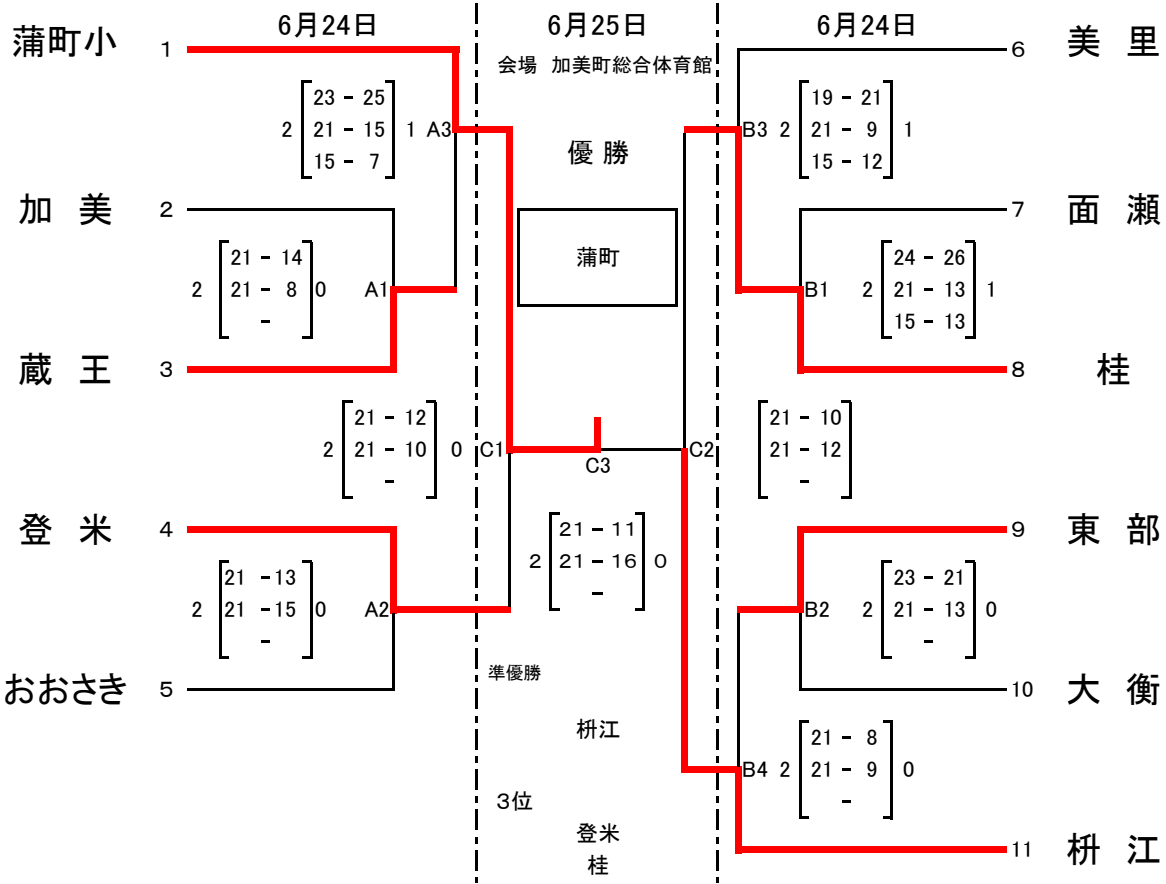 6月24日 6月25日 6月24日
会場 加美町総合体育館
蒲町小 1
6 美 里
23 - 25
2 21 - 15 1 A3
15 - 7
B3 2
19 - 21
21 - 9 1
15 - 12
優 勝
蒲町
加 美 2
7 面 瀬
21 - 14
2 21 - 8 0 A1
-
24 - 26
B1 2 21 - 13 1
15 - 13
蔵 王 3
8 桂
21 - 12
2 21 - 10 0 C1
-
C3
C2
21 - 10
21 - 12
-
登 米 4
9 東 部
21 - 11
2 21 - 16 0
-
21 -13
2 21 -15 0 A2
-
23 - 21
B2 2 21 - 13 0
-
おおさき 5
10 大 衡
準優勝
枡江
21 - 8
B4 2 21 - 9 0
-
3位
登米
桂
11 枡 江